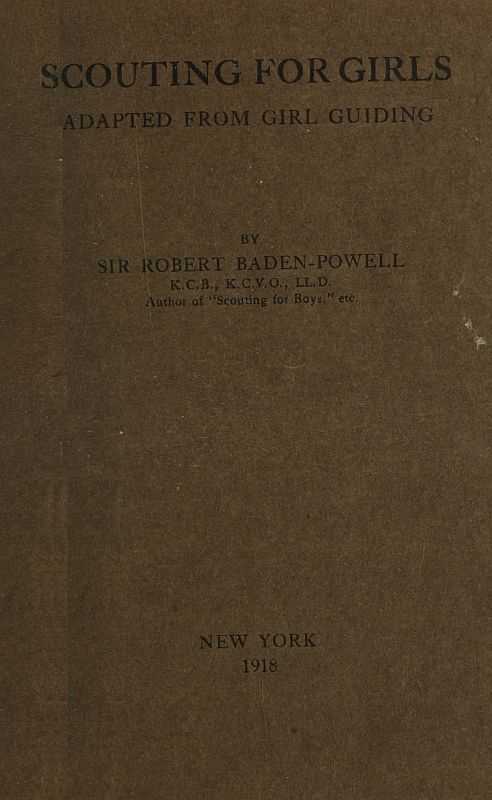 SCOUTING FOR GIRLS
ADAPTED FROM GIRL GUIDING
BY
SIR ROBERT BADEN-POWELL
K.C.B., K.C.V.O., LL.D.
Author of "Scouting for Boys," etc.
NEW YORK
1918